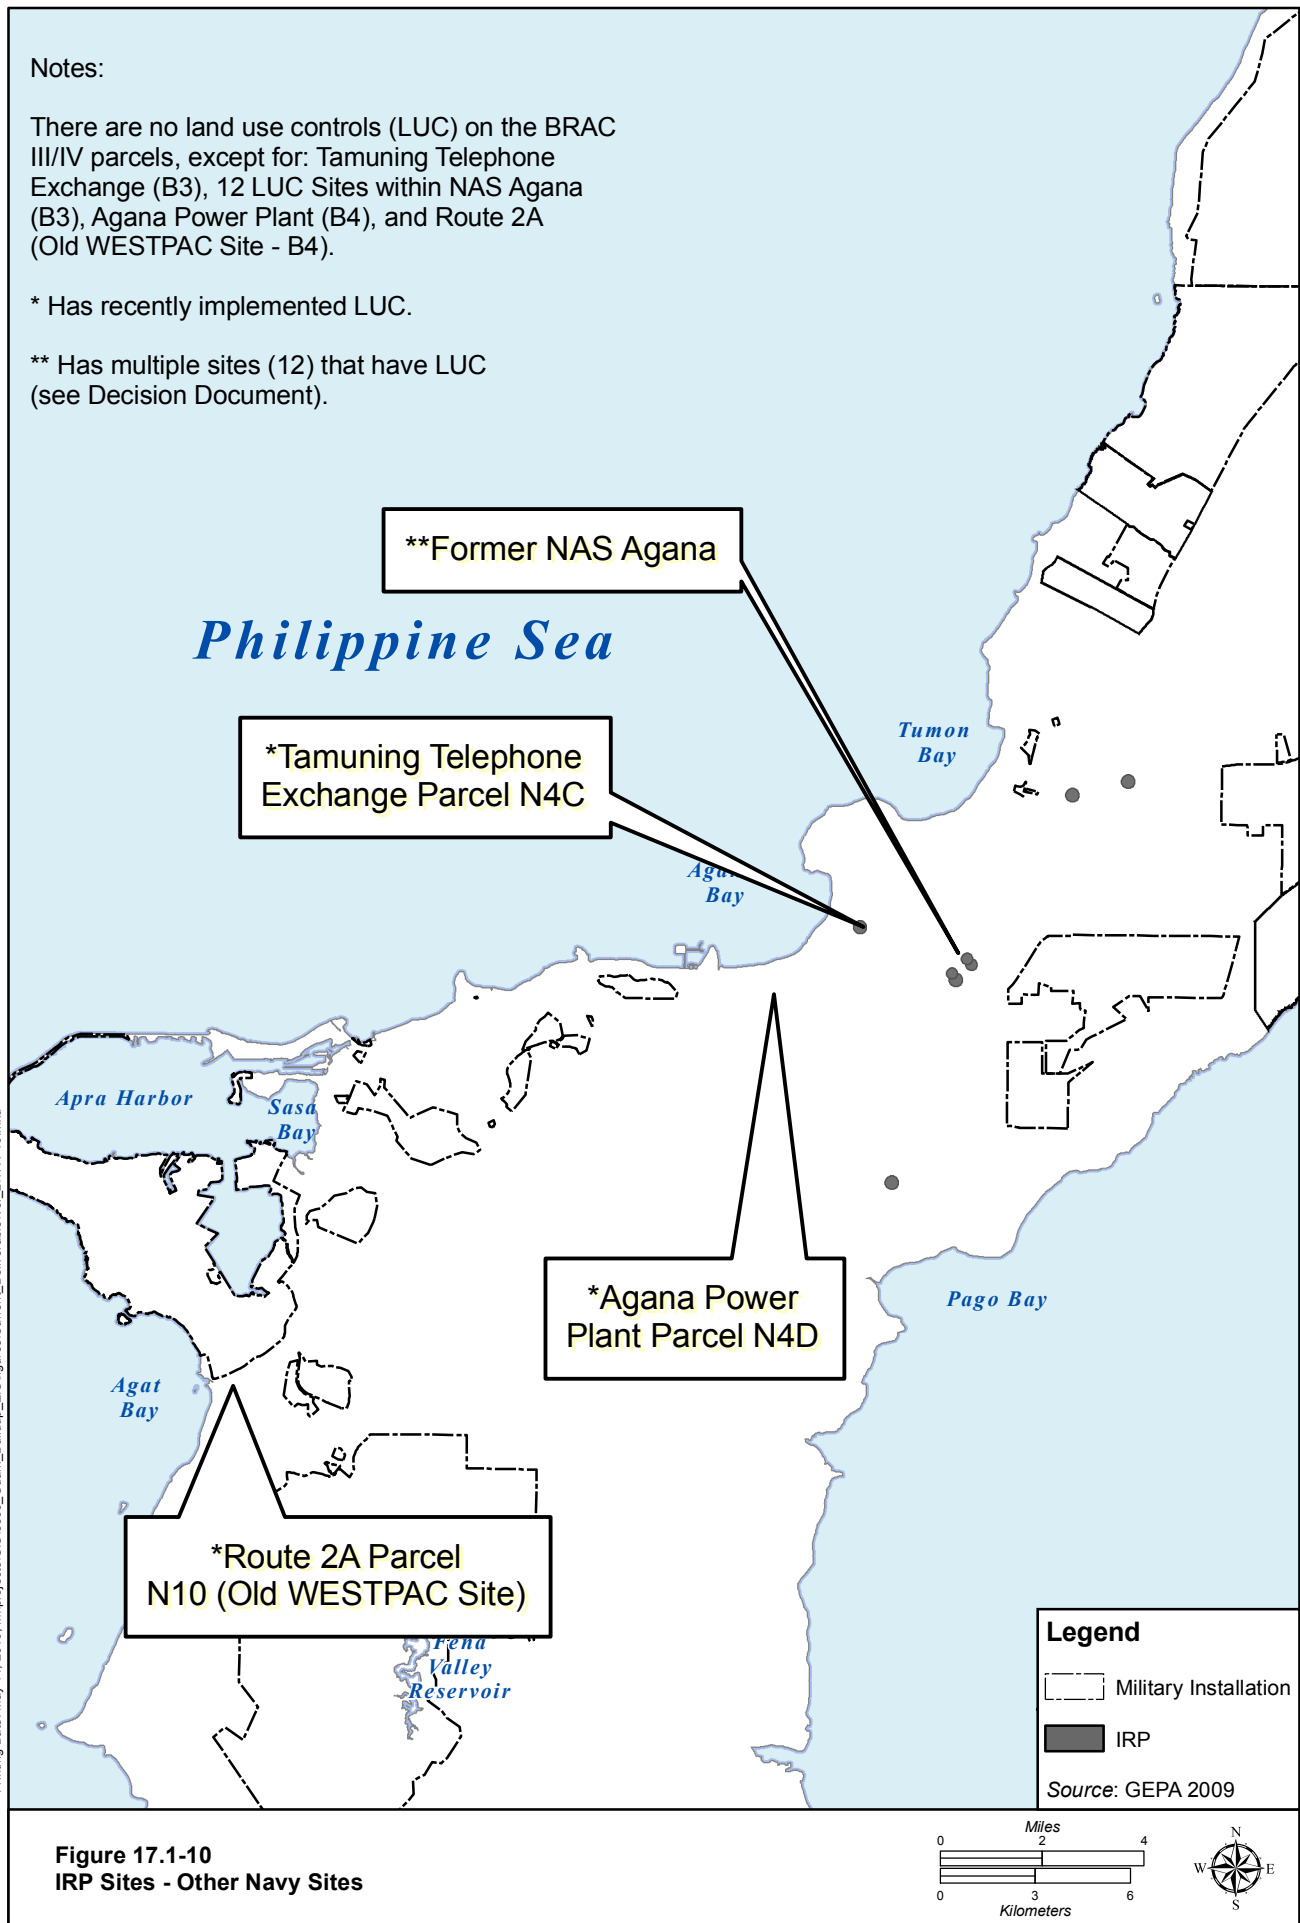 Notes:
There are no land use controls (LUC) on the BRAC
III/IV parcels, except for: Tamuning Telephone
Exchange (B3), 12 LUC Sites within NAS Agana
(B3), Agana Power Plant (B4), and Route 2A
(Old WESTPAC Site - B4).
* Has recently implemented LUC.
** Has multiple sites (12) that have LUC
(see Decision Document).
**Former NAS Agana
Philippine Sea
*Tamuning Telephone
Exchange Parcel N4C
Tumon
Bay
Bay
Apra Harbor
Sasa
Bay
*Agana Power
Plant Parcel N4D
Pago Bay
Agat
Bay
*Route 2A Parcel
N10 (Old WESTPAC Site)
Fena
Valley
Reservoir
Legend
Military Installation
IRP
Source: GEPA 2009
Figure 17.1-10
IRP Sites - Other Navy Sites
Miles
0 2 4
0 3 6
Kilometers
N
W E
S